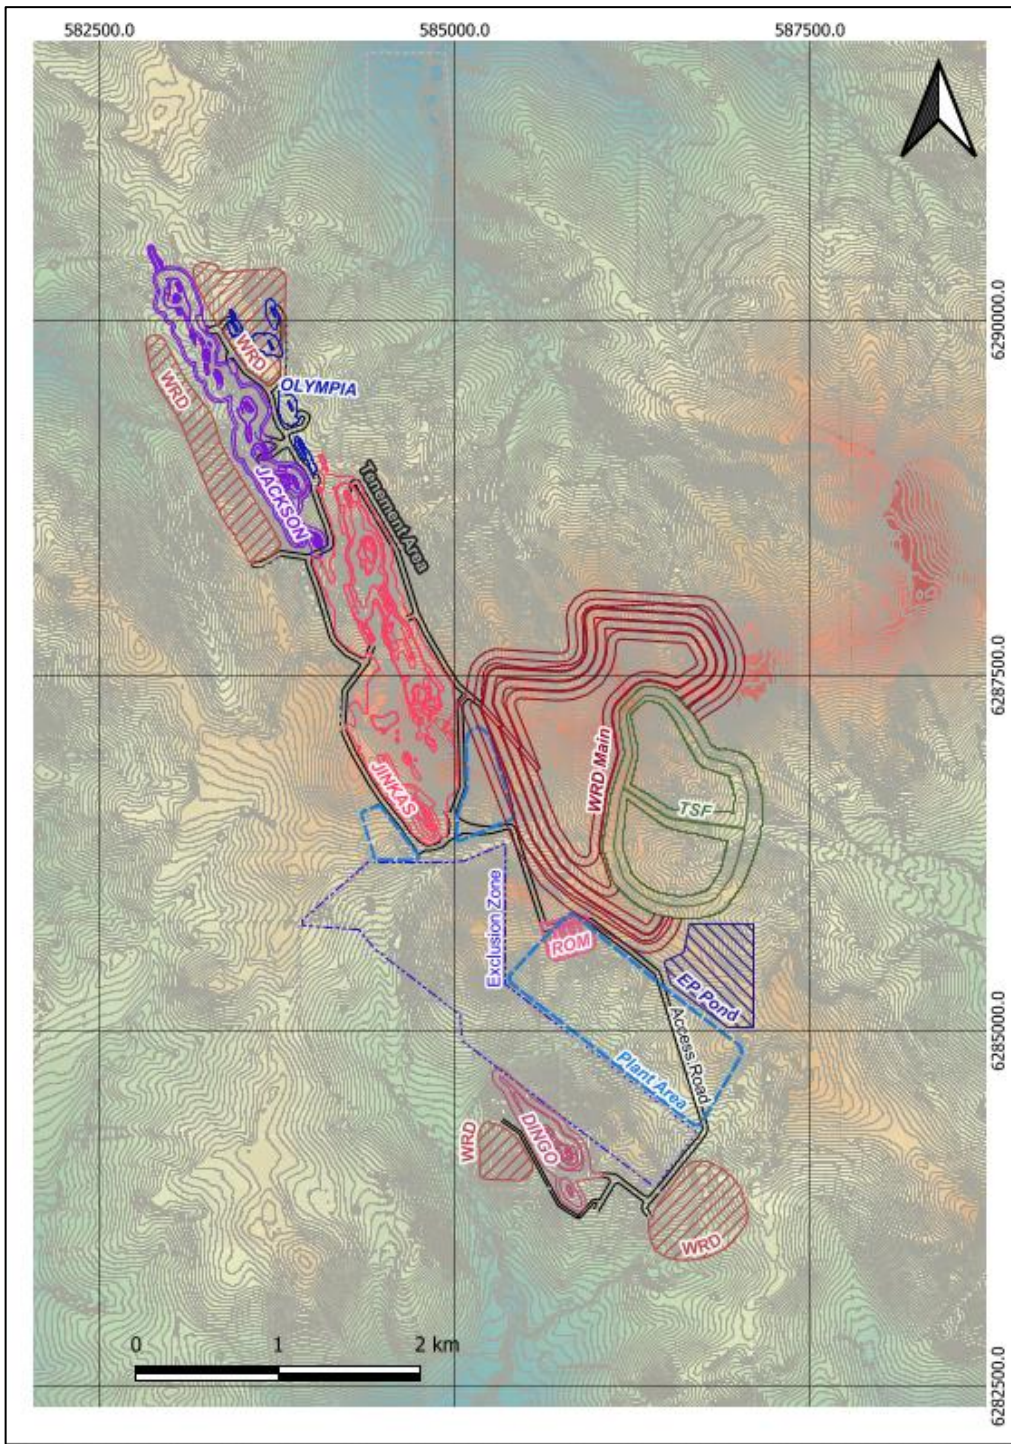 582500.0
585000.0
587500.0
6290000.0
WRD
WRD
OLYMPIA
JACKSON
Tenement Area
6287500.0
WRD Main
JINKAS
TSF
Exclusion Zone
ROM
EP Pond
6285000.0
Access Road
Plant Area
DINGO
WRD
WRD
0
1
2 km
6282500.0